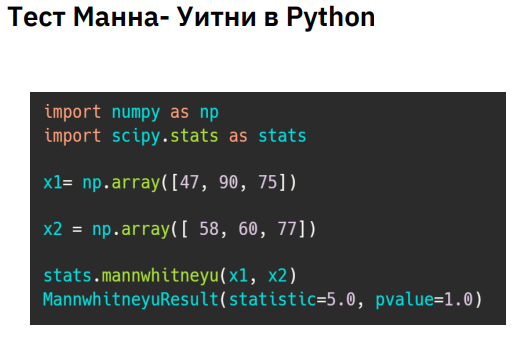 Тест Манна- Уитни в Python
import numpy as np
import scipy.stats as stats
x1= np.array([47, 90, 75])
x2 = np.array([ 58, 60, 77])
stats.mannwhitneyu(x1, x2)
MannwhitneyuResult(statistic=5.0, pvalue=1.0)